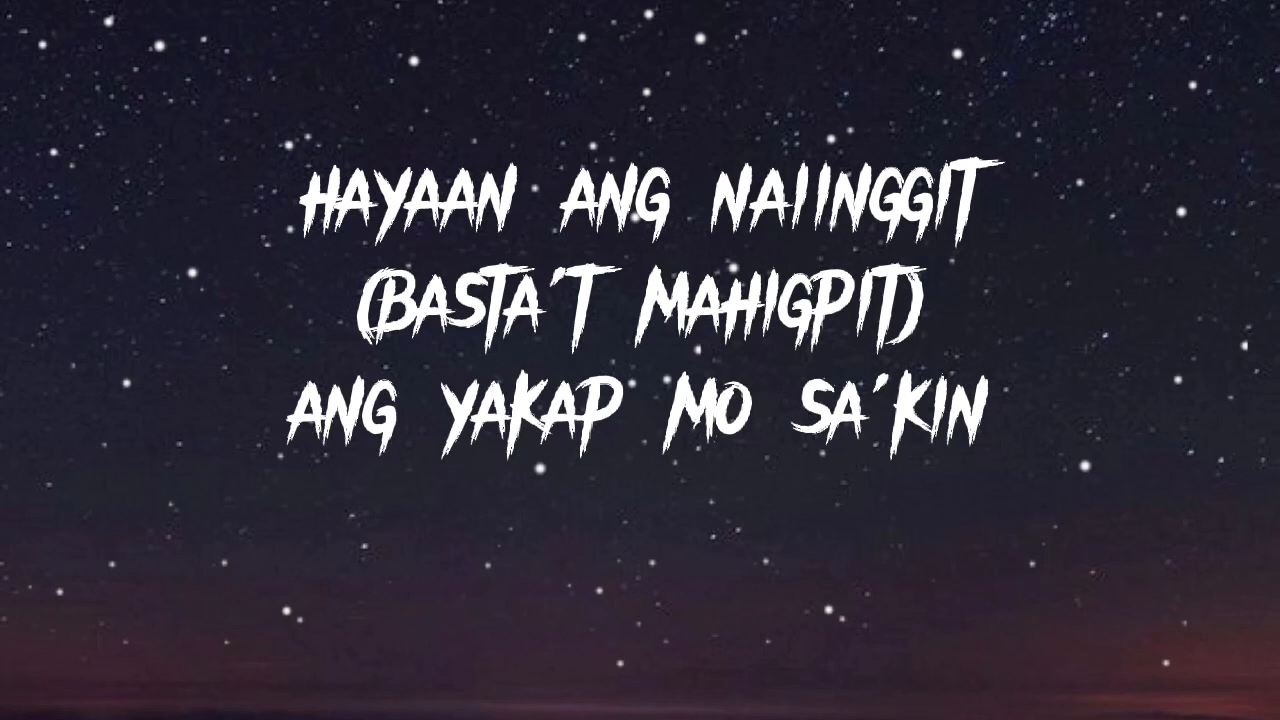 HAYAAN ANG NAIINGGIT
(BASTA'T MAHIGPIT)
ANG YAKAP MO SA'KIN